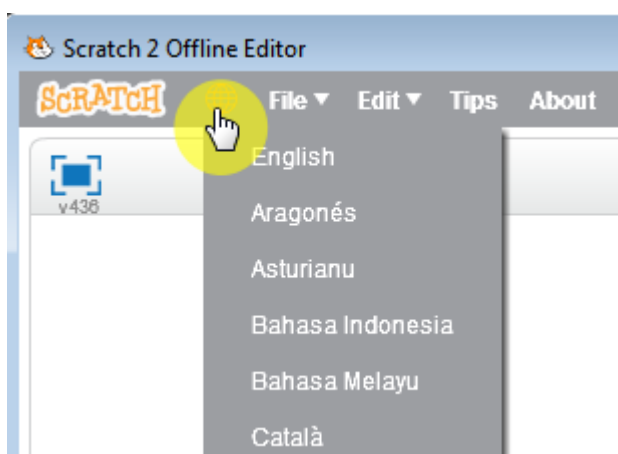 Scratch 2 Offline Editor
SCRATCH File Edit Tips About
English
v436
Aragonés
Asturianu
Bahasa Indonesia
Bahasa Melayu
Català